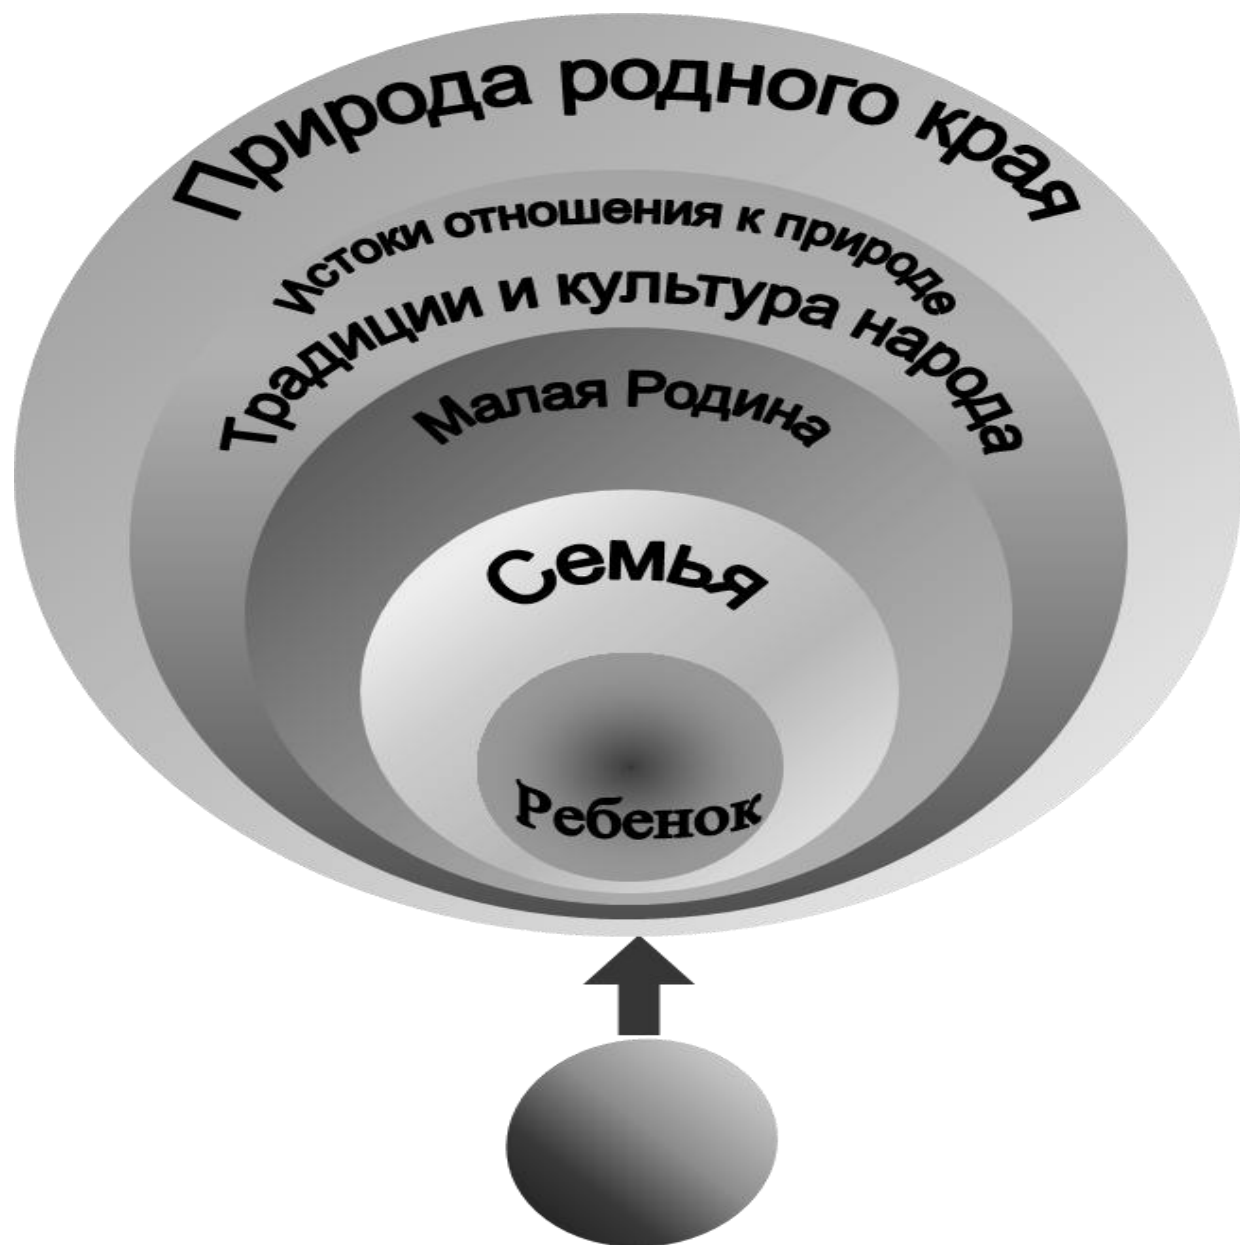 Природа родного края
Истоки отношения к природе
Традиции и культура народа
Малая Родина
Семья
Ребенок